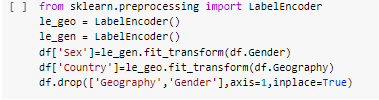 [ ] from sklearn.preprocessing import LabelEncoder
le_geo = LabelEncoder()
le_gen = LabelEncoder()
df['Sex']=le_gen.fit_transform(df.Gender)
df['Country']=le_geo.fit_transform(df.Geography)
df.drop(['Geography','Gender'],axis=1,inplace=True)